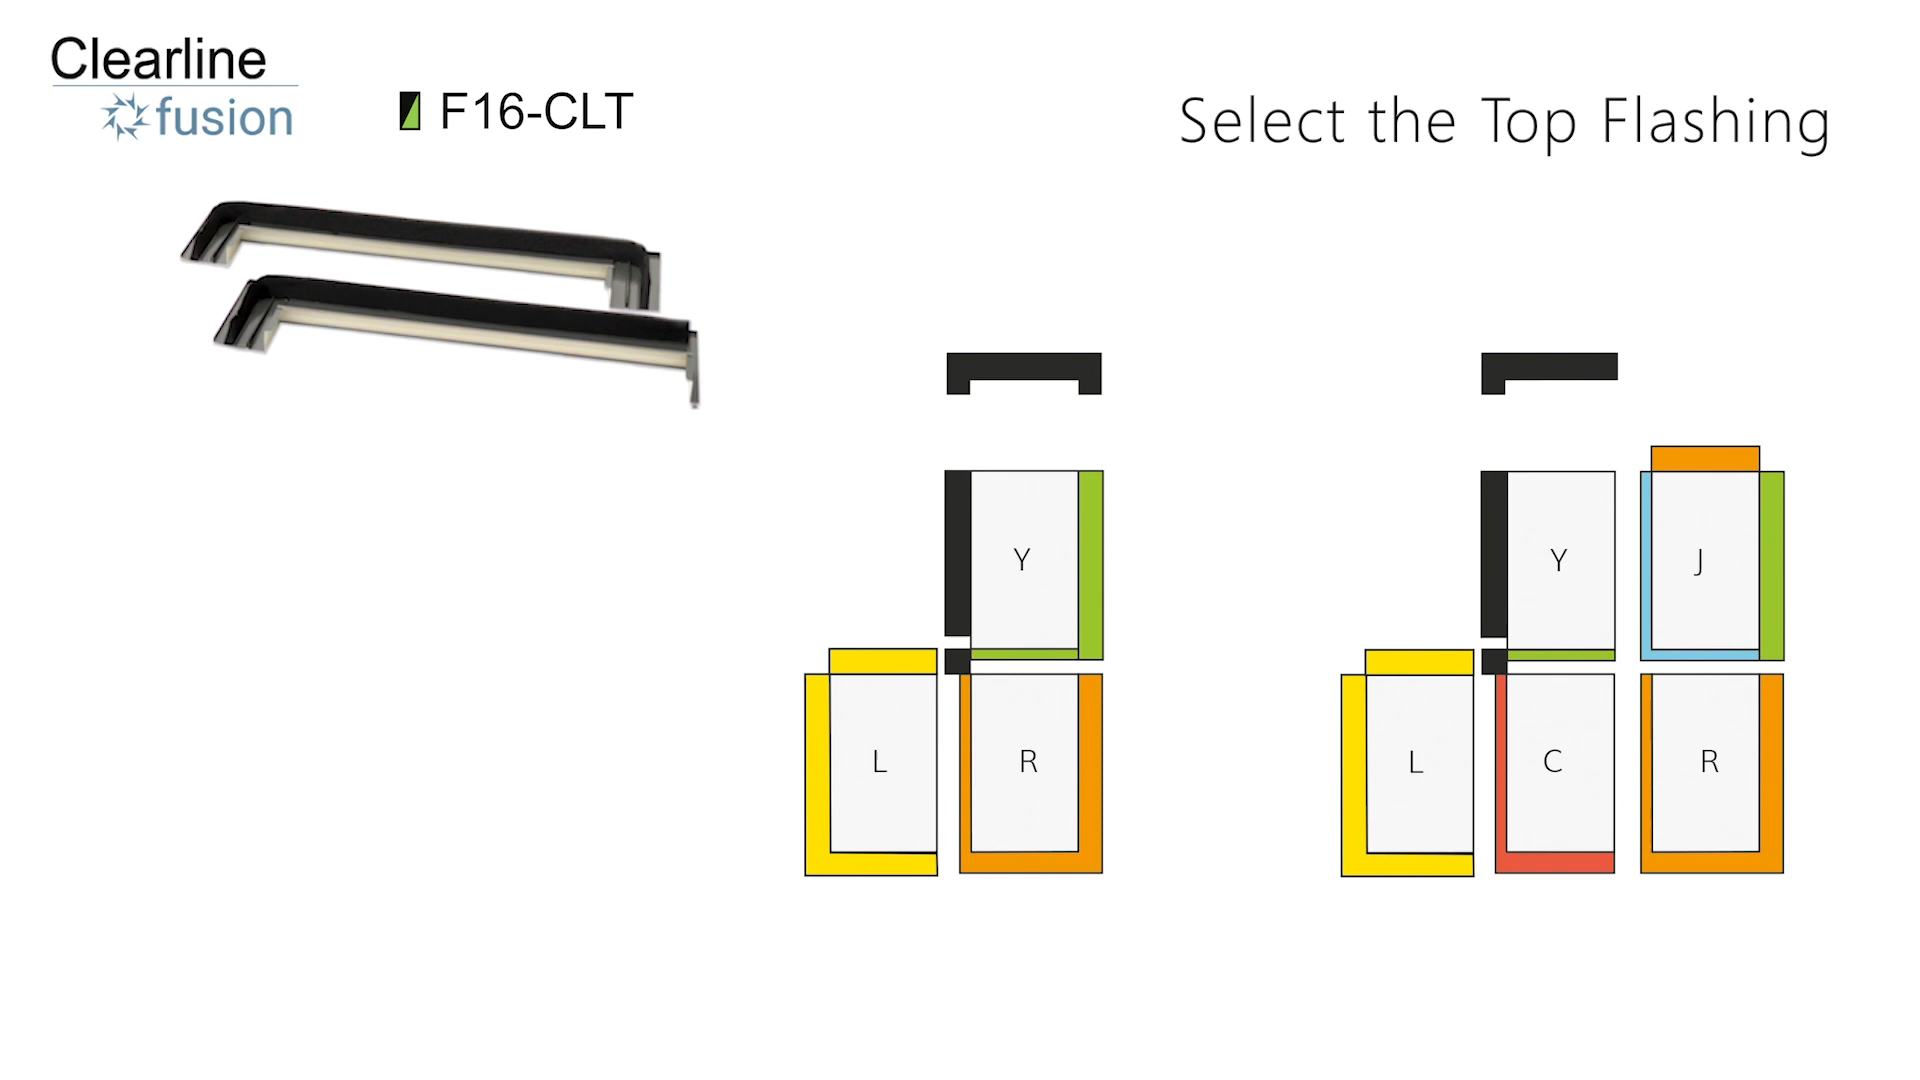 Clearline
fusion
F16-CLT
Select the Top Flashing
Y
Y
J
L
R
L
C
R